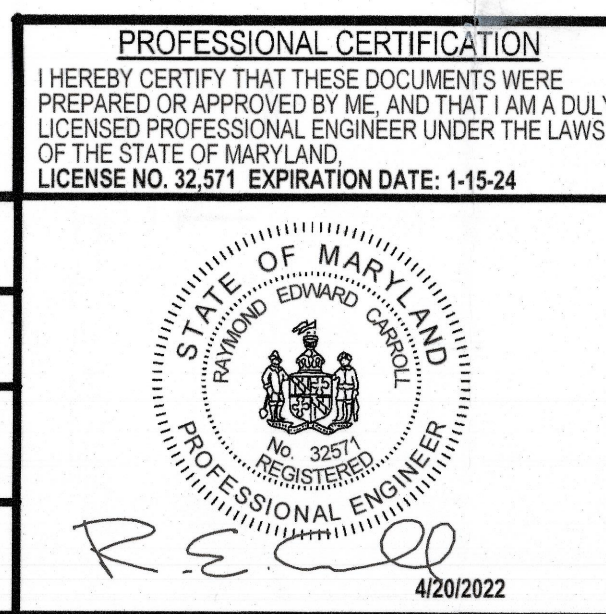 PROFESSIONAL CERTIFICATION
I HEREBY CERTIFY THAT THESE DOCUMENTS WERE
PREPARED OR APPROVED BY ME, AND THAT I AM A DULY
LICENSED PROFESSIONAL ENGINEER UNDER THE LAWS
OF THE STATE OF MARYLAND,
LICENSE NO. 32,571 EXPIRATION DATE: 1-15-24
STATE OF MARYLAND
RAYMOND EDWARD CARROLL
No. 32571
REGISTERED
PROFESSIONAL ENGINEER
R.E. Carroll
4/20/2022